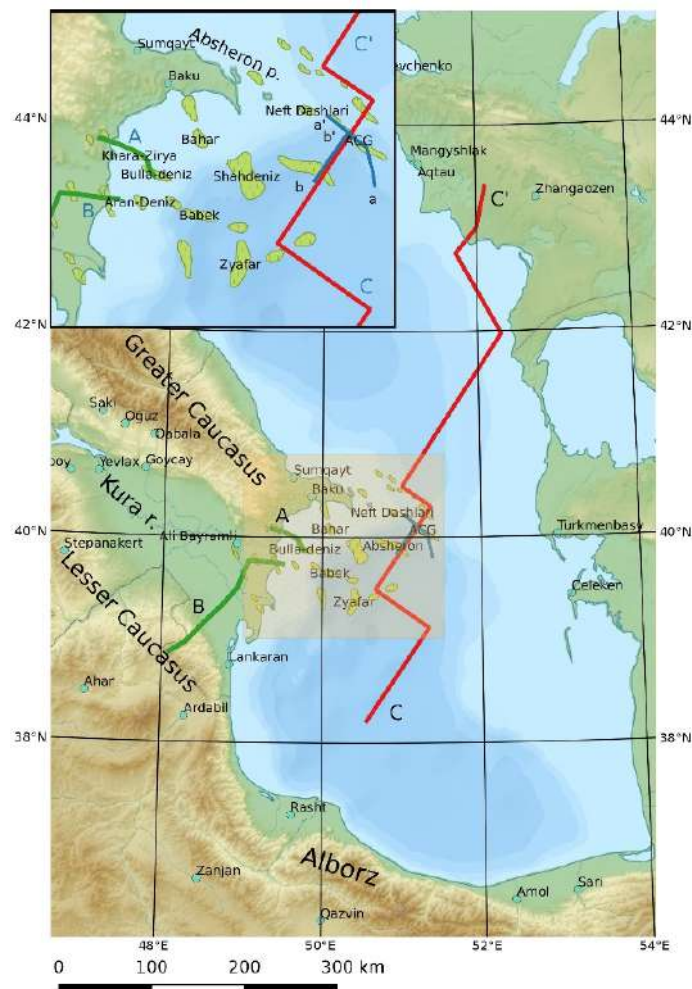 Absheron p.
C'
Sumqayt
Baku
Neft Dashlari
a'
b'
ACG
A
Bahar
Khara-Zirya
Bulla-deniz
Shahdeniz
b
a
B
Aran-Deniz
Babek
Zyafar
C
vchenko
44°N
44°N
Mangyshlak
Aqtau
Zhangaozen
C'
42°N
42°N
Greater Caucasus
Saki
Oguz
Qabala
oy
Yevlax
Goycay
Kura r.
Sumqayt
Baku
Neft Dashlari
A
Bahar
ACG
40°N
40°N
Ali Bayramli
Stepanakert
Bulla-deniz
Absheron
Turkmenbasy
Babek
Zyafar
Celeken
B
Lesser Caucasus
Lankaran
Ahar
Ardabil
C
38°N
38°N
Rasht
Alborz
Zanjan
Qazvin
Amol
Sari
48°E
50°E
52°E
54°E
0
100
200
300 km